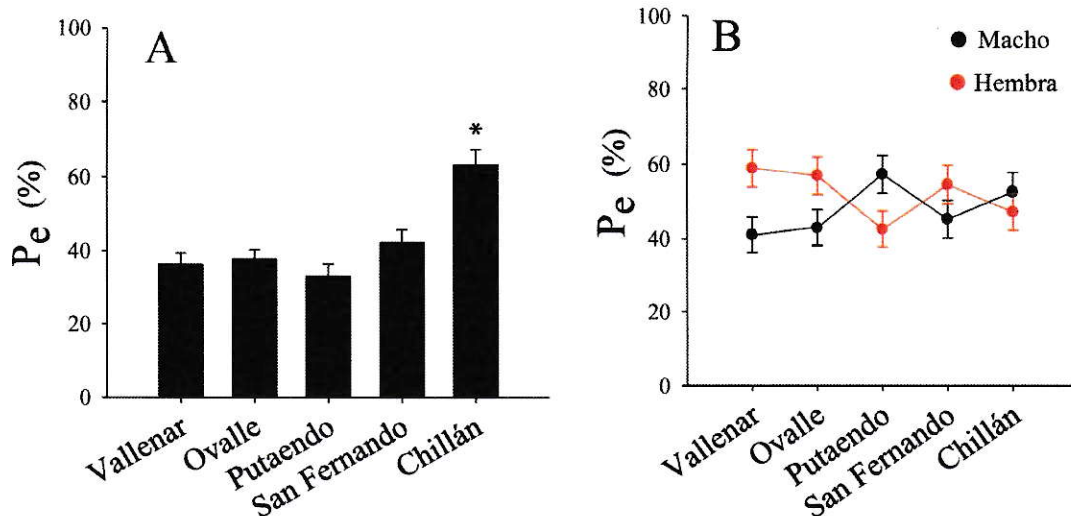 A
100
80
60
40
20
0
Pe (%)
*
Vallenar
Ovalle
Putaendo
San Fernando
Chillán
B
Macho
Hembra
100
80
60
40
20
0
Pe (%)
Vallenar
Ovalle
Putaendo
San Fernando
Chillán